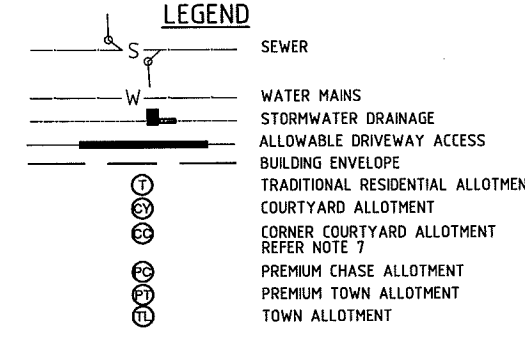 LEGEND
S SEWER
W WATER MAINS
STORMWATER DRAINAGE
ALLOWABLE DRIVEWAY ACCESS
BUILDING ENVELOPE
T TRADITIONAL RESIDENTIAL ALLOTMEN
CY COURTYARD ALLOTMENT
CC CORNER COURTYARD ALLOTMENT
REFER NOTE 7
PC PREMIUM CHASE ALLOTMENT
PT PREMIUM TOWN ALLOTMENT
TL TOWN ALLOTMENT